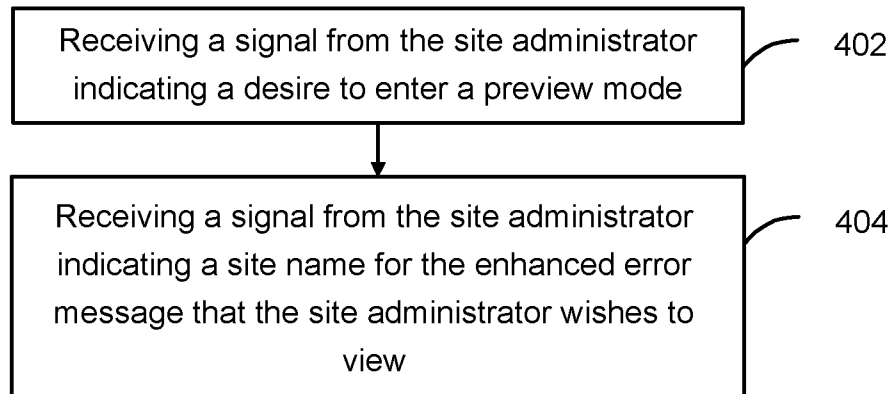 Receiving a signal from the site administrator
indicating a desire to enter a preview mode
402
Receiving a signal from the site administrator
indicating a site name for the enhanced error
message that the site administrator wishes to
view
404